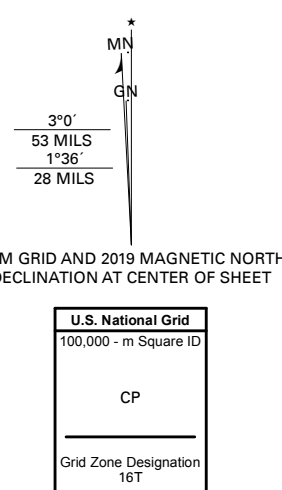 ★
MN
GN
3°0´
53 MILS
1°36´
28 MILS
M GRID AND 2019 MAGNETIC NORTH
DECLINATION AT CENTER OF SHEET
U.S. National Grid
100,000 - m Square ID
CP
Grid Zone Designation
16T